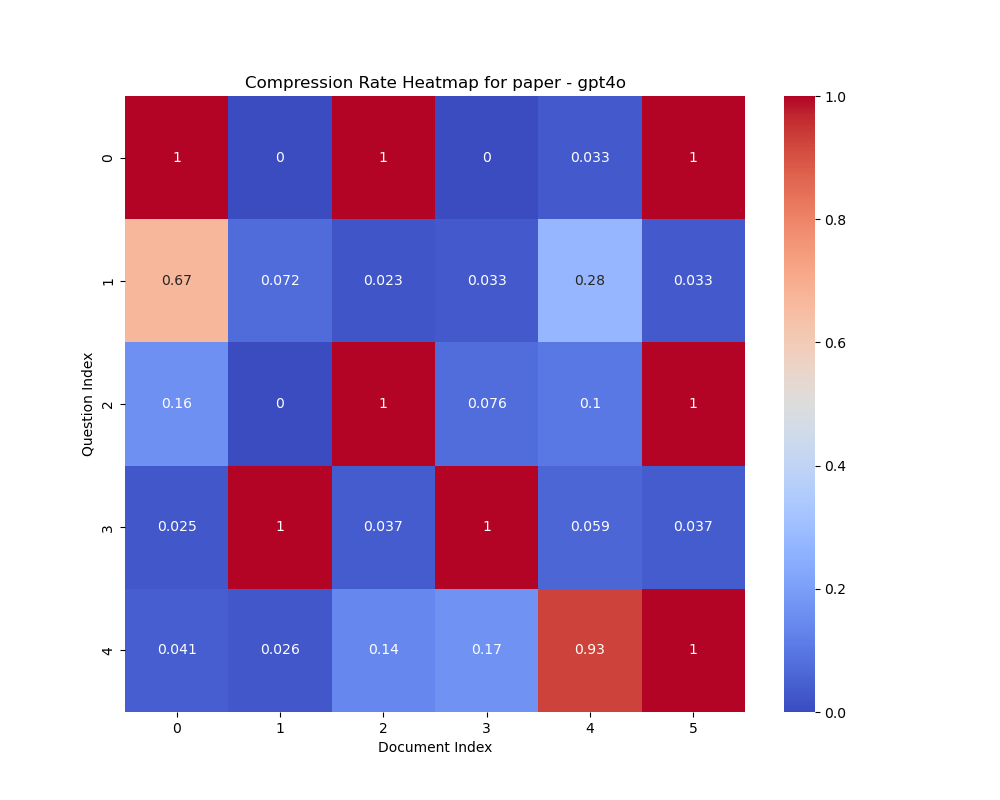 Compression Rate Heatmap for paper - gpt4o
1.0
0 1 0 1 0 0.033 1
0.8
1 0.67 0.072 0.023 0.033 0.28 0.033
0.6
Question Index
2 0.16 0 1 0.076 0.1 1
0.4
3 0.025 1 0.037 1 0.059 0.037
0.2
4 0.041 0.026 0.14 0.17 0.93 1
0.0
0 1 2 3 4 5
Document Index